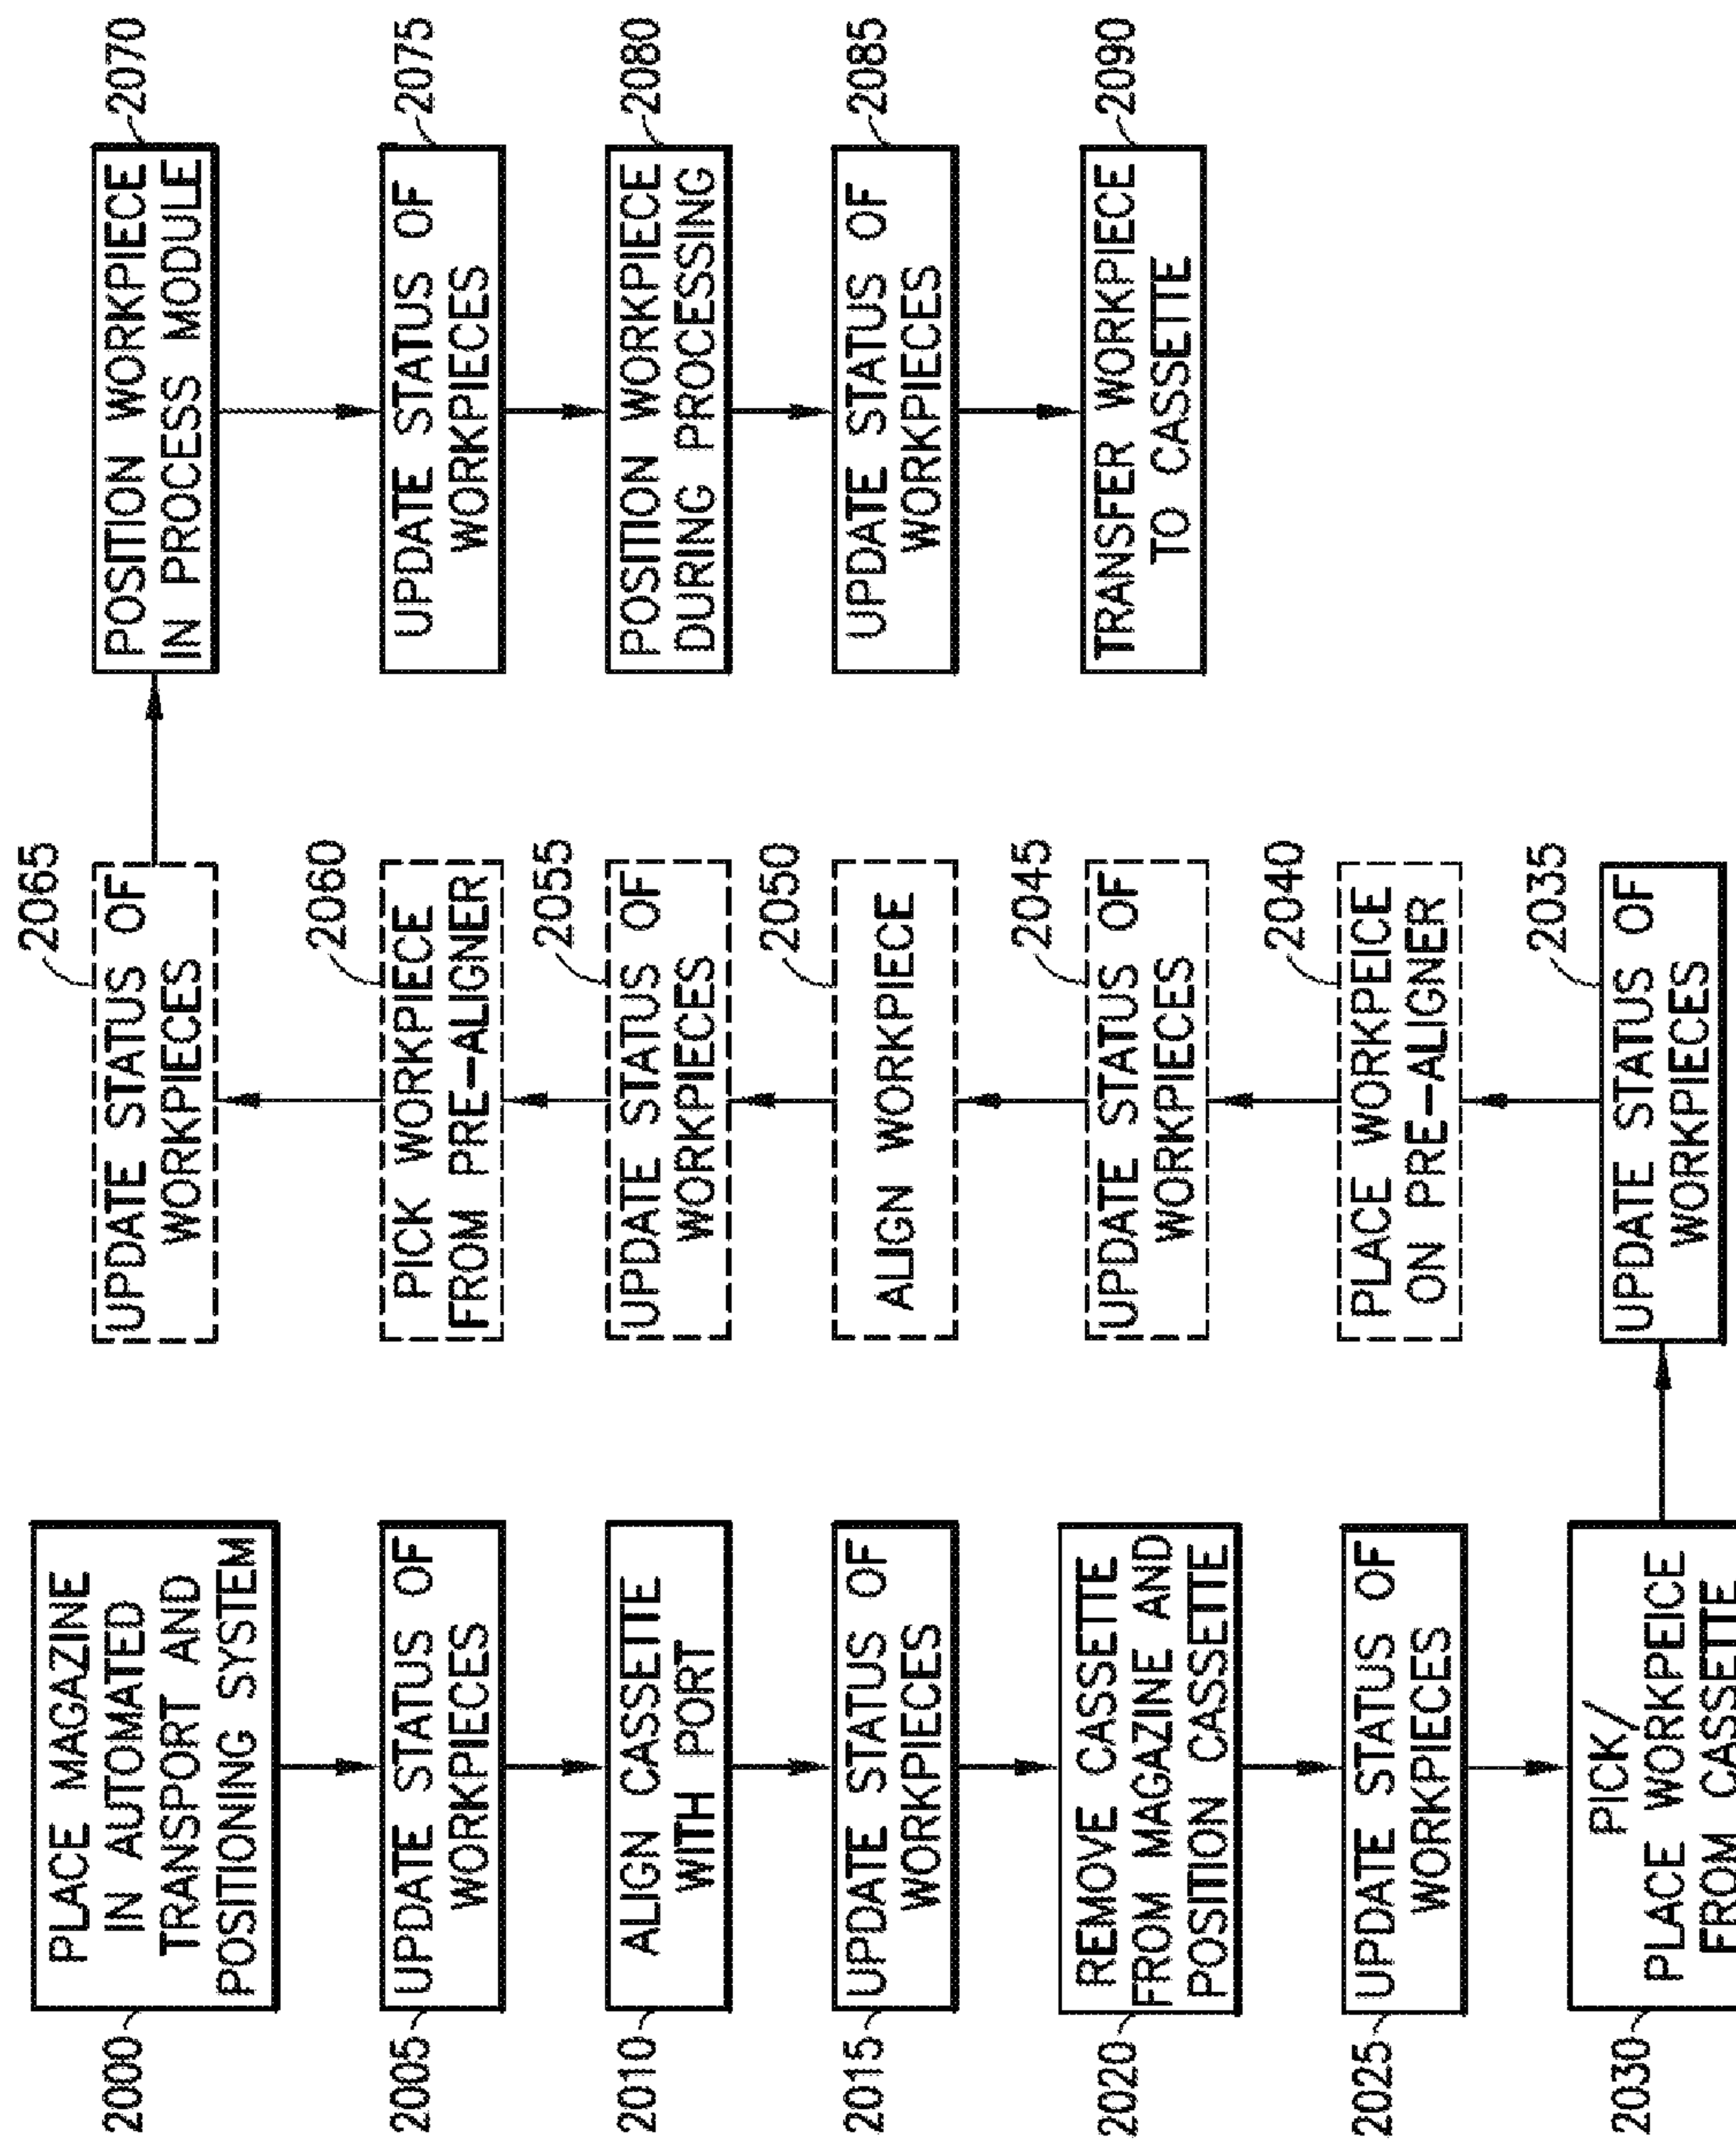 2000
PLACE MAGAZINE
IN AUTOMATED
TRANSPORT AND
POSITIONING SYSTEM
2005
UPDATE STATUS OF
WORKPIECES
2010
ALIGN CASSETTE
WITH PORT
2015
UPDATE STATUS OF
WORKPIECES
2020
REMOVE CASSETTE
FROM MAGAZINE AND
POSITION CASSETTE
2025
UPDATE STATUS OF
WORKPIECES
2030
PICK/
PLACE WORKPEICE
FROM CASSETTE
2035
UPDATE STATUS OF
WORKPIECES
2040
PLACE WORKPEICE
ON PRE-ALIGNER
2045
UPDATE STATUS OF
WORKPIECES
2050
ALIGN WORKPIECE
2055
UPDATE STATUS OF
WORKPIECES
2060
PICK WORKPIECE
FROM PRE-ALIGNER
2065
UPDATE STATUS OF
WORKPIECES
2070
POSITION WORKPIECE
IN PROCESS MODULE
2075
UPDATE STATUS OF
WORKPIECES
2080
POSITION WORKPIECE
DURING PROCESSING
2085
UPDATE STATUS OF
WORKPIECES
2090
TRANSFER WORKPIECE
TO CASSETTE